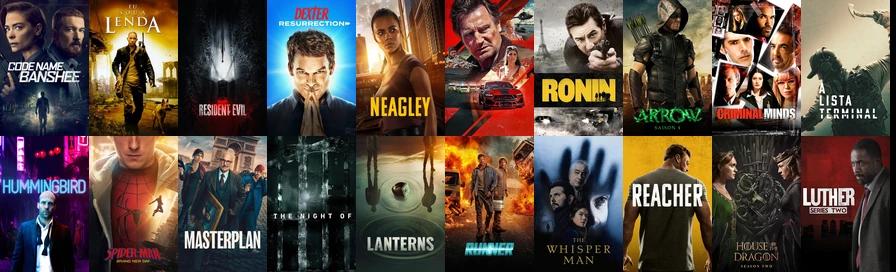 CODE NAME
BANSHEE
EU
SOU A
LENDA
RESIDENT EVIL
DEXTER
RESURRECTION
NEAGLEY
RONIN
ARROW
SAISON 4
CRIMINAL MINDS
A
LISTA
TERMINAL
HUMMINGBIRD
SPIDER-MAN
BRAND NEW DAY
MASTERPLAN
THE NIGHT OF
LANTERNS
RUNNER
THE
WHISPER
MAN
REACHER
HOUSE OF THE
DRAGON
SEASON TWO
LUTHER
SERIES TWO